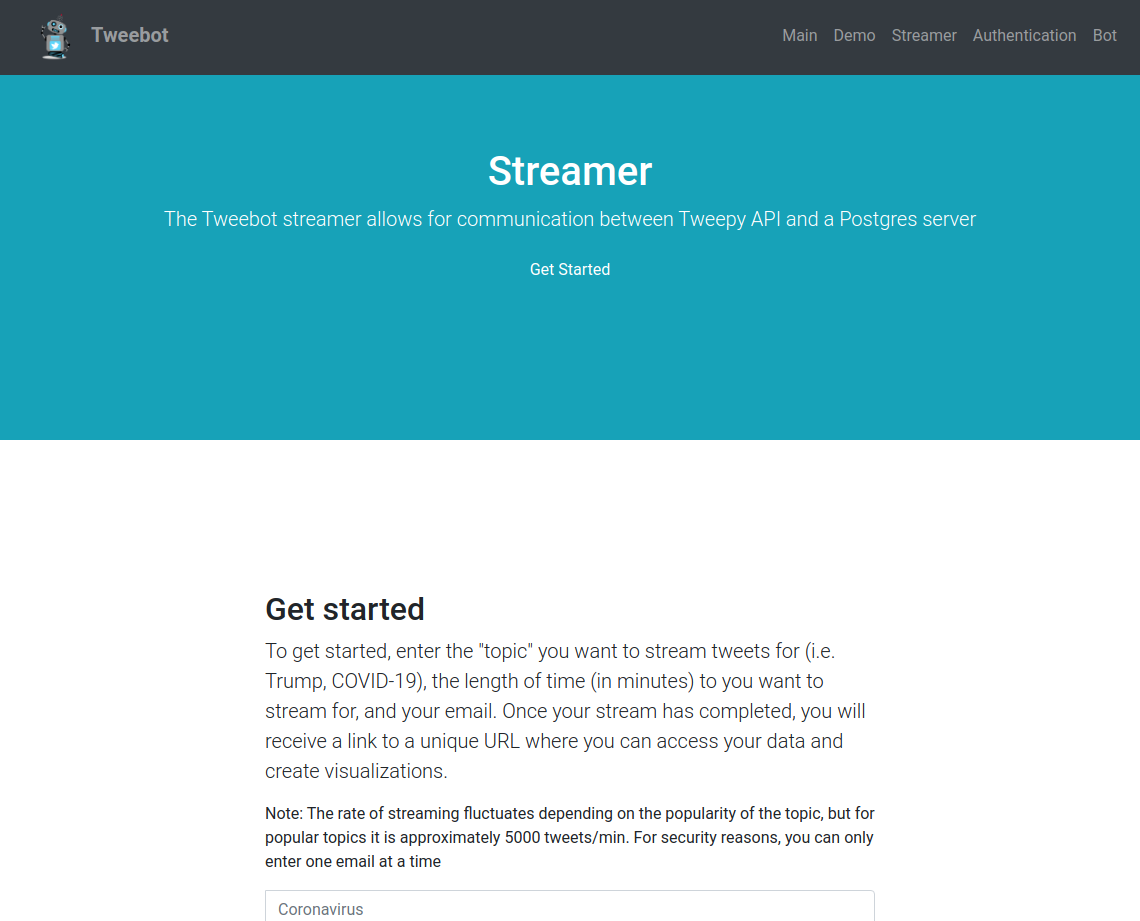 Tweebot
Main Demo Streamer Authentication Bot
Streamer
The Tweebot streamer allows for communication between Tweepy API and a Postgres server
Get Started
Get started
To get started, enter the "topic" you want to stream tweets for (i.e.
Trump, COVID-19), the length of time (in minutes) to you want to
stream for, and your email. Once your stream has completed, you will
receive a link to a unique URL where you can access your data and
create visualizations.
Note: The rate of streaming fluctuates depending on the popularity of the topic, but for
popular topics it is approximately 5000 tweets/min. For security reasons, you can only
enter one email at a time
Coronavirus